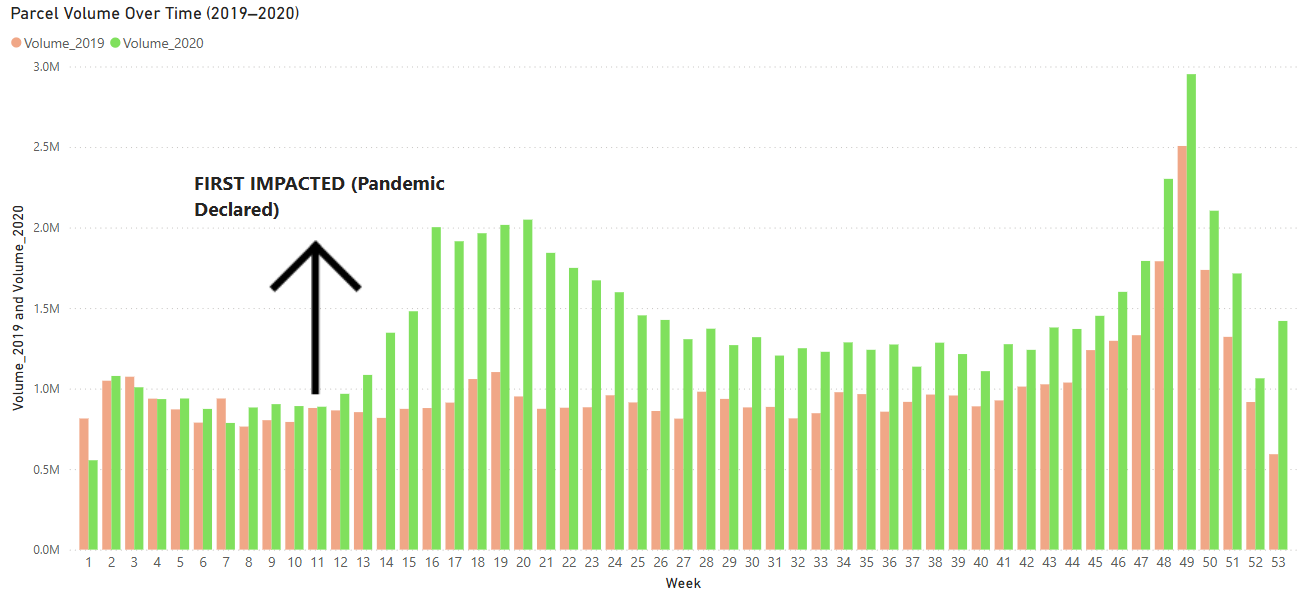 Parcel Volume Over Time (2019–2020)
Volume_2019 Volume_2020
3.0M
2.5M
FIRST IMPACTED (Pandemic
Declared)
2.0M
1.5M
1.0M
0.5M
0.0M
Volume_2019 and Volume_2020
1 2 3 4 5 6 7 8 9 10 11 12 13 14 15 16 17 18 19 20 21 22 23 24 25 26 27 28 29 30 31 32 33 34 35 36 37 38 39 40 41 42 43 44 45 46 47 48 49 50 51 52 53
Week